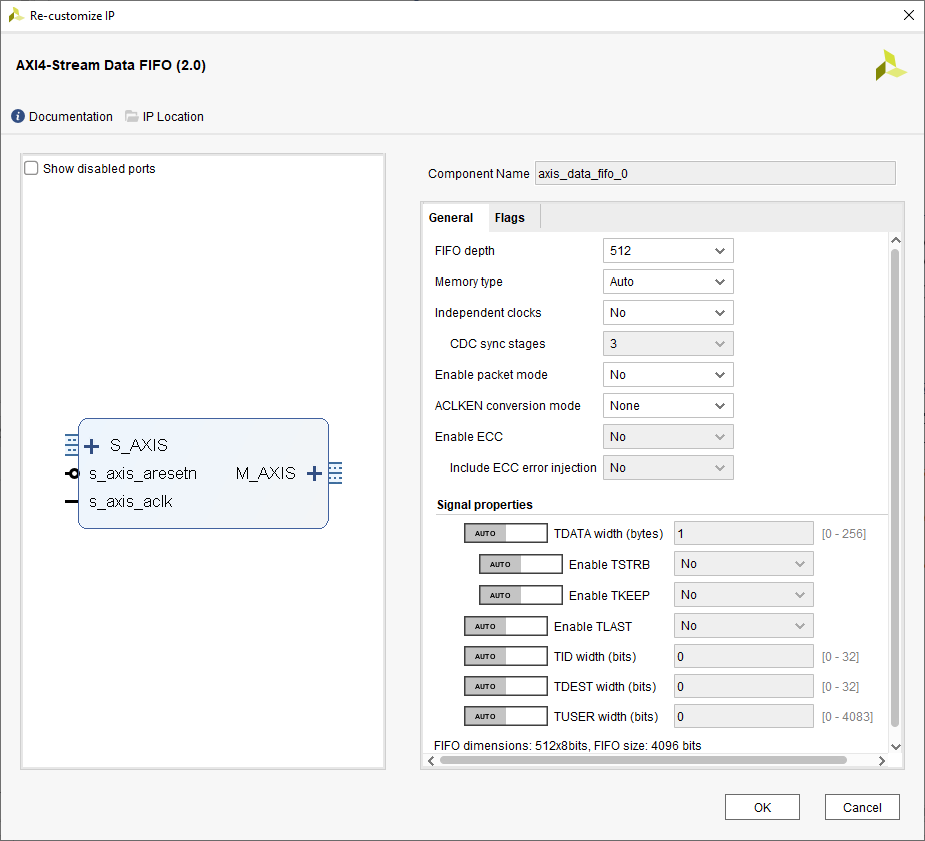 Re-customize IP
AXI4-Stream Data FIFO (2.0)
Documentation IP Location
Show disabled ports
S_AXIS
s_axis_aresetn M_AXIS
s_axis_aclk
Component Name axis_data_fifo_0
General Flags
FIFO depth 512
Memory type Auto
Independent clocks No
CDC sync stages 3
Enable packet mode No
ACLKEN conversion mode None
Enable ECC No
Include ECC error injection No
Signal properties
AUTO TDATA width (bytes) 1 [0 - 256]
AUTO Enable TSTRB No
AUTO Enable TKEEP No
AUTO Enable TLAST No
AUTO TID width (bits) 0 [0 - 32]
AUTO TDEST width (bits) 0 [0 - 32]
AUTO TUSER width (bits) 0 [0 - 4083]
FIFO dimensions: 512x8bits, FIFO size: 4096 bits
OK Cancel